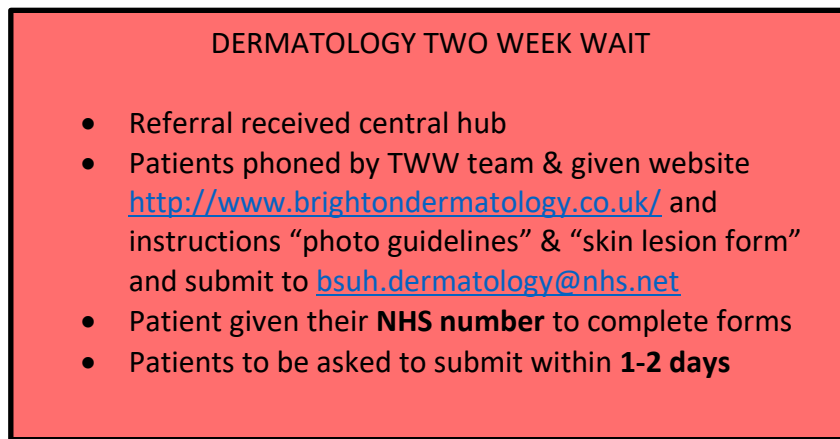 DERMATOLOGY TWO WEEK WAIT
• Referral received central hub
• Patients phoned by TWW team & given website
http://www.brightondermatology.co.uk/ and
instructions “photo guidelines” & “skin lesion form”
and submit to bsuh.dermatology@nhs.net
• Patient given their NHS number to complete forms
• Patients to be asked to submit within 1-2 days